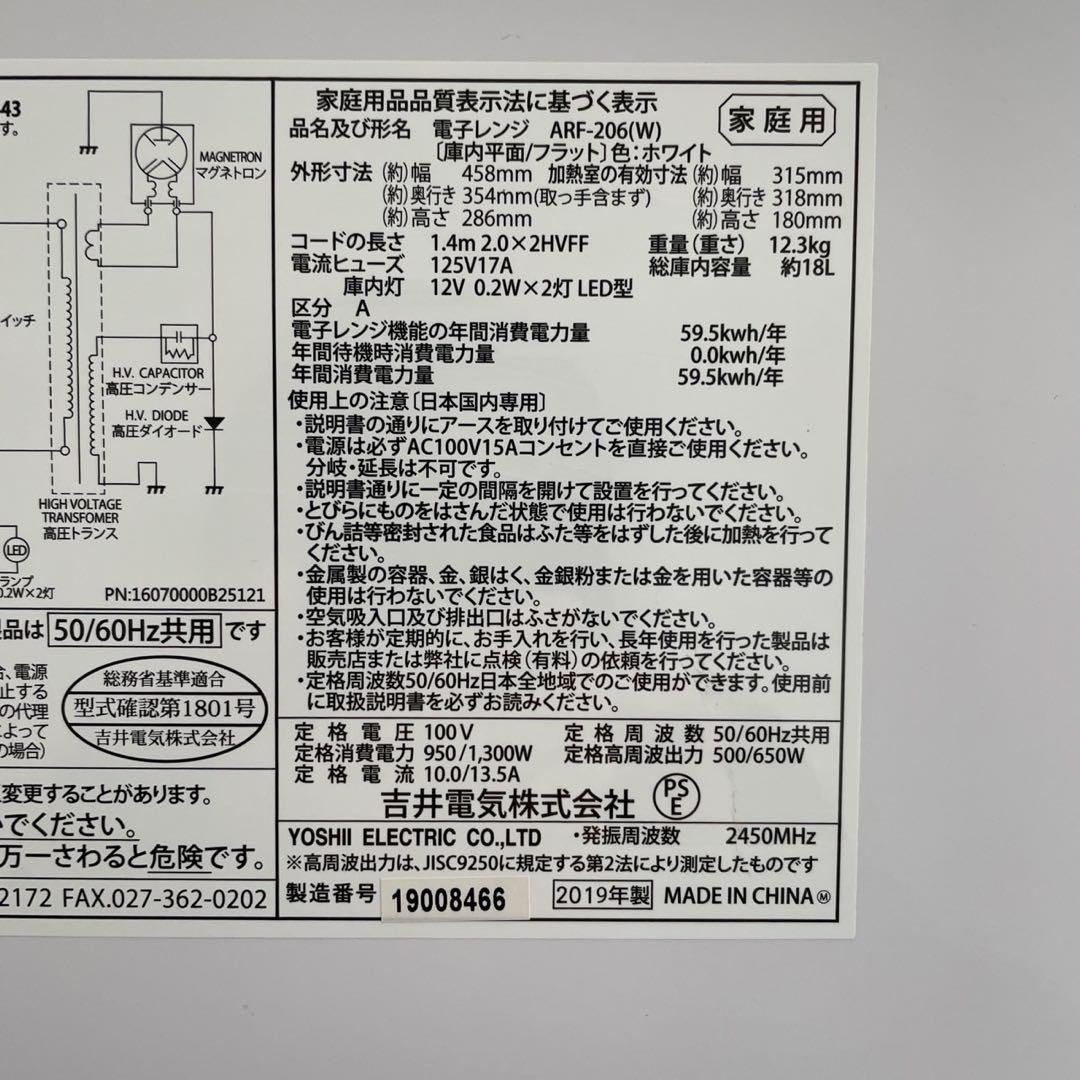 43
す。
MAGNETRON
マグネトロン
イッチ
H.V. CAPACITOR
高圧コンデンサー
H.V. DIODE
高圧ダイオード
HIGH VOLTAGE
TRANSFOMER
高圧トランス
LED
ランプ
0.2W×2灯
PN:16070000B25121
製品は 50/60Hz共用 です
合、電源
止する
の代理
よって
の場合)
総務省基準適合
型式確認第1801号
吉井電気株式会社
変更することがあります。
いでください。
万一さわると危険です。
2172 FAX.027-362-0202
家庭用品品質表示法に基づく表示
家庭用
品名及び形名 電子レンジ ARF-206(W)
〔庫内平面/フラット〕色:ホワイト
外形寸法 (約)幅 458mm 加熱室の有効寸法 (約)幅 315mm
(約)奥行き 354mm(取っ手含まず) (約)奥行き 318mm
(約)高さ 286mm (約)高さ 180mm
コードの長さ 1.4m 2.0×2HVFF 重量(重さ) 12.3kg
電流ヒューズ 125V17A 総庫内容量 約18L
庫内灯 12V 0.2W×2灯 LED型
区分 A
電子レンジ機能の年間消費電力量 59.5kwh/年
年間待機時消費電力量 0.0kwh/年
年間消費電力量 59.5kwh/年
使用上の注意〔日本国内専用〕
・説明書の通りにアースを取り付けてご使用ください。
・電源は必ずAC100V15Aコンセントを直接ご使用ください。
分岐・延長は不可です。
・説明書通りに一定の間隔を開けて設置を行ってください。
・とびらにものをはさんだ状態で使用は行わないでください。
・びん詰等密封された食品はふた等をはずした後に加熱を行って
ください。
・金属製の容器、金、銀はく、金銀粉または金を用いた容器等の
使用は行わないでください。
・空気吸入口及び排出口はふさがないでください。
・お客様が定期的に、お手入れを行い、長年使用を行った製品は
販売店または弊社に点検(有料)の依頼を行ってください。
・定格周波数50/60Hz日本全地域でのご使用ができます。使用前
に取扱説明書を必ずお読みください。
定格電圧 100V 定格周波数 50/60Hz共用
定格消費電力 950/1,300W 定格高周波出力 500/650W
定格電流 10.0/13.5A
吉井電気株式会社 PSE
YOSHII ELECTRIC CO.,LTD ・発振周波数 2450MHz
※高周波出力は、JISC9250に規定する第2法により測定したものです
製造番号 19008466 2019年製 MADE IN CHINA Ⓜ